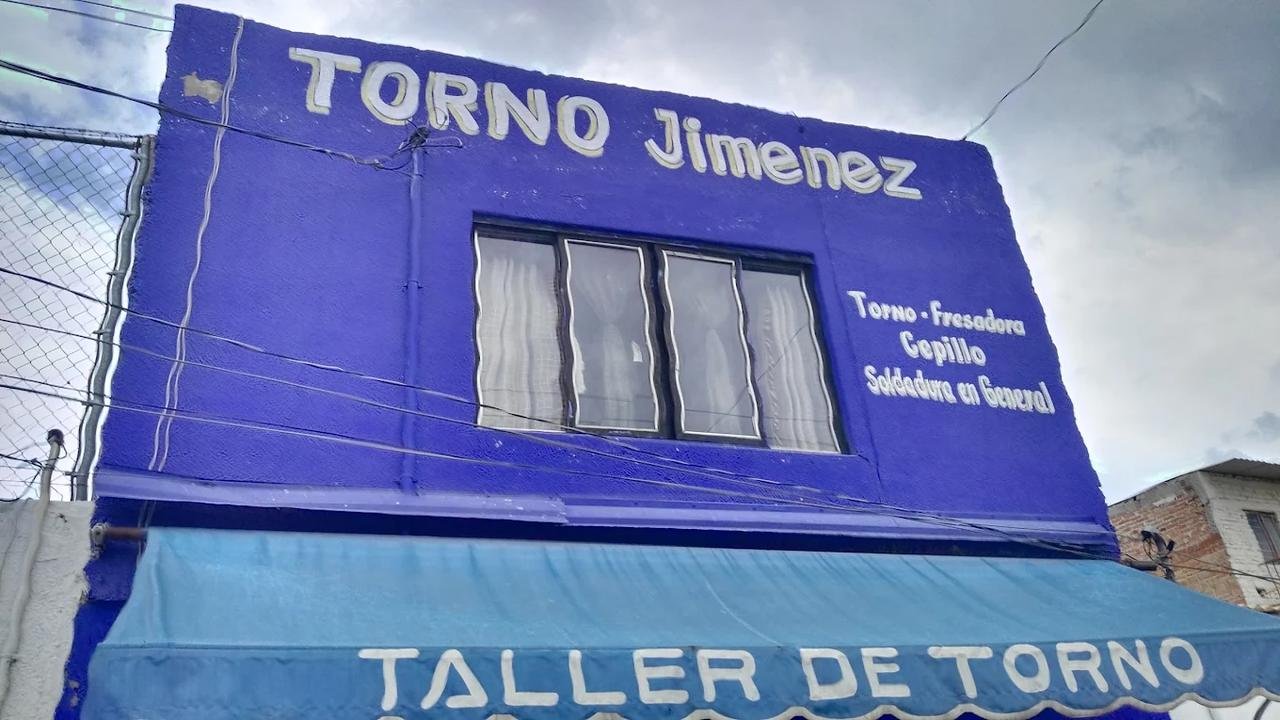 TORNO Jimenez
Torno - Fresadora
Cepillo
Soldadura en General
TALLER DE TORNO